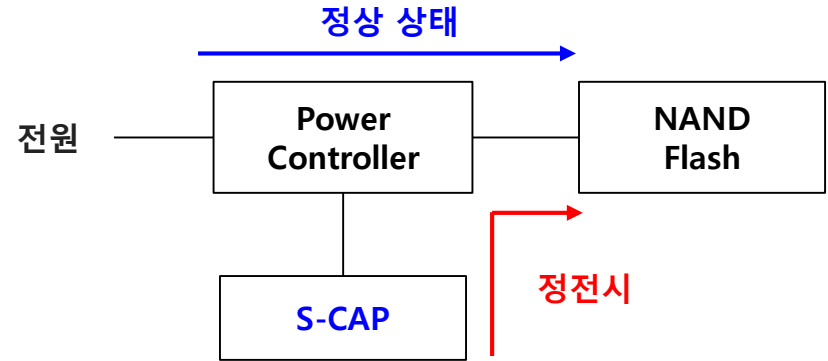 정상 상태
전원
Power
Controller
NAND
Flash
S-CAP
정전시